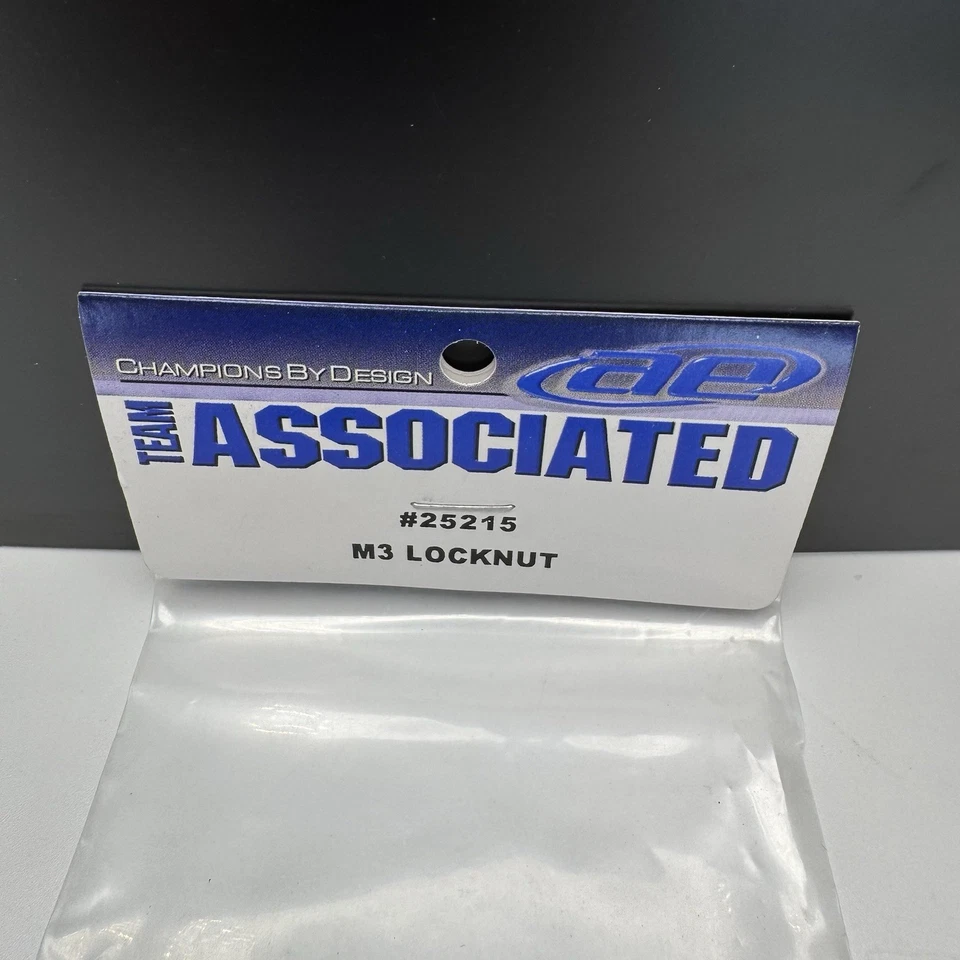 CHAMPIONS BY DESIGN
ae
TEAM ASSOCIATED
#25215
M3 LOCKNUT